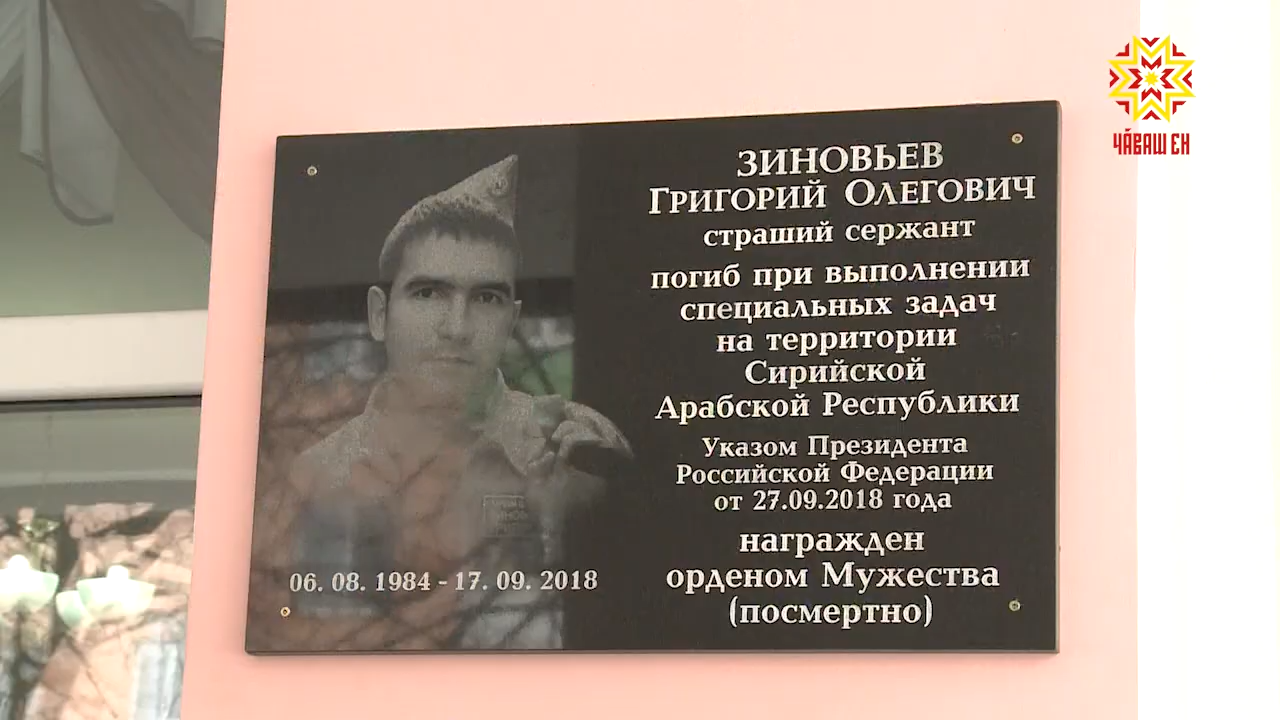 ЧӐВАШ ЕН
ЗИНОВЬЕВ
ГРИГОРИЙ ОЛЕГОВИЧ
страший сержант
погиб при выполнении
специальных задач
на территории
Сирийской
Арабской Республики
Указом Президента
Российской Федерации
от 27.09.2018 года
награжден
орденом Мужества
(посмертно)
06. 08. 1984 - 17. 09. 2018